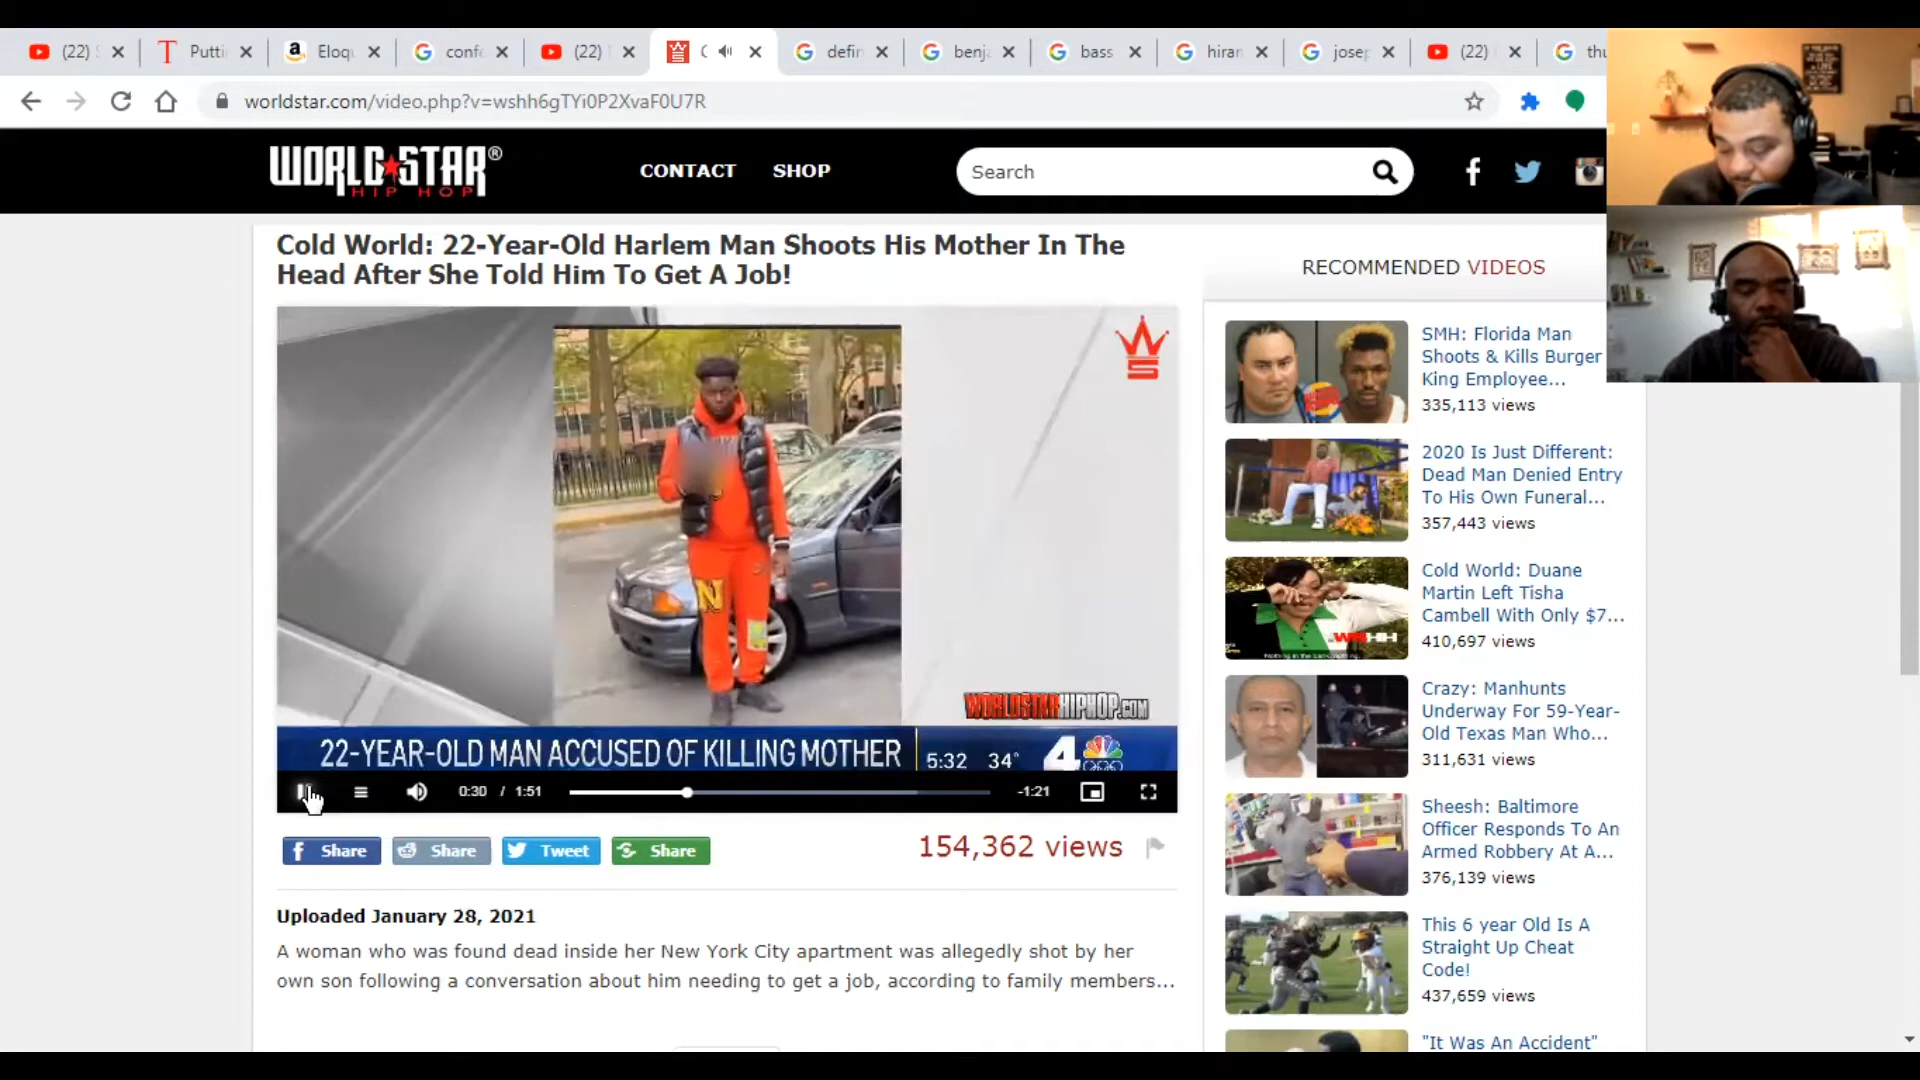 (22)
Putti
Eloq
conf
(22)
defin
benj
bass
hiran
josep
(22)
thu
worldstar.com/video.php?v=wshh6gTYi0P2XvaF0U7R
WORLD STAR®
HIP HOP
CONTACT
SHOP
Search
Cold World: 22-Year-Old Harlem Man Shoots His Mother In The
Head After She Told Him To Get A Job!
WORLDSTARHIPHOP.COM
22-YEAR-OLD MAN ACCUSED OF KILLING MOTHER
5:32 34°
4
NBC
0:30 / 1:51
-1:21
Share
Share
Tweet
Share
154,362 views
Uploaded January 28, 2021
A woman who was found dead inside her New York City apartment was allegedly shot by her
own son following a conversation about him needing to get a job, according to family members...
RECOMMENDED VIDEOS
SMH: Florida Man
Shoots & Kills Burger
King Employee...
335,113 views
2020 Is Just Different:
Dead Man Denied Entry
To His Own Funeral...
357,443 views
Cold World: Duane
Martin Left Tisha
Cambell With Only $7...
410,697 views
Crazy: Manhunts
Underway For 59-Year-
Old Texas Man Who...
311,631 views
Sheesh: Baltimore
Officer Responds To An
Armed Robbery At A...
376,139 views
This 6 year Old Is A
Straight Up Cheat
Code!
437,659 views
"It Was An Accident"